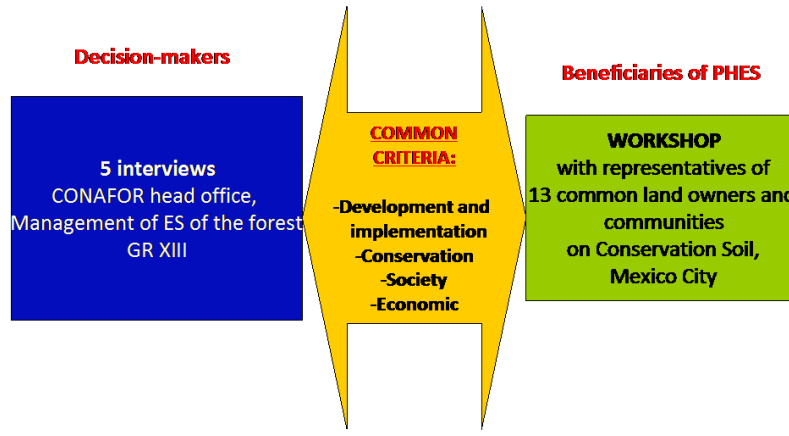 Decision-makers
5 interviews
CONAFOR head office,
Management of ES of the forest
GR XIII
COMMON
CRITERIA:
-Development and
implementation
-Conservation
-Society
-Economic
Beneficiaries of PHES
WORKSHOP
with representatives of
13 common land owners and
communities
on Conservation Soil,
Mexico City